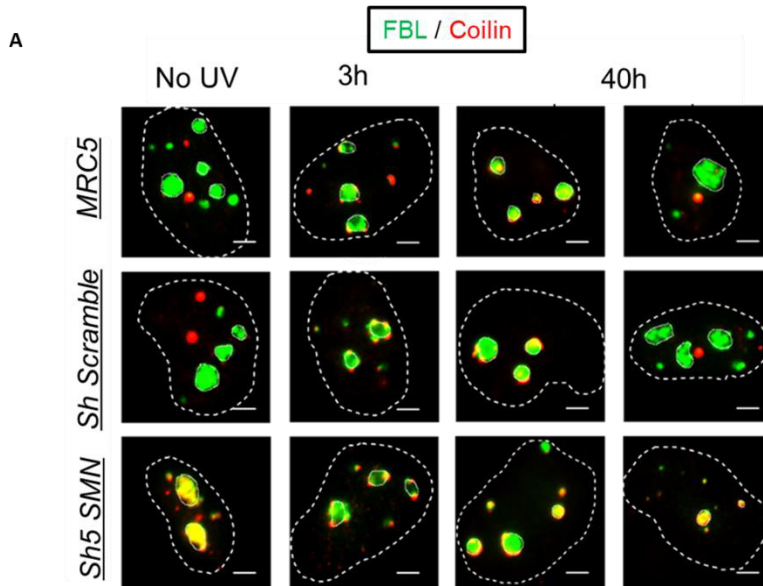 A
FBL / Coilin
No UV
3h
40h
MRC5
Sh Scramble
Sh5 SMN